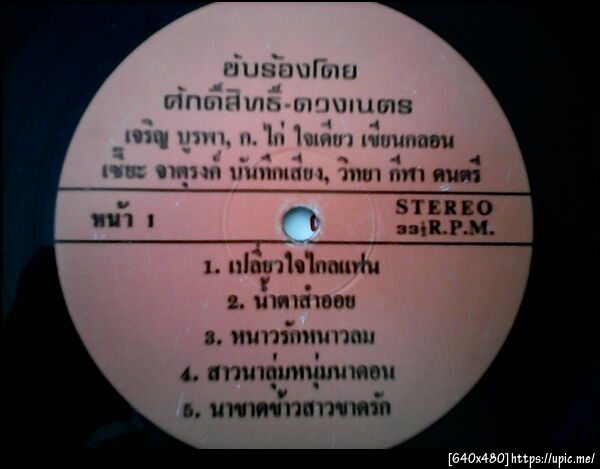 ขับร้องโดย
ศักดิ์สิทธิ์-ดวงเนตร
เจริญ บูรพา, ก. ไก่ ใจเดียว เขียนกลอน
เซี๊ยะ จาตุรงค์ บันทึกเสียง, วิทยา กีฬา ดนตรี
หน้า 1
STEREO
33⅓R.P.M.
1. เปลี่ยวใจไกลแฟน
2. น้ำตาสำออย
3. หนาวรักหนาวลม
4. สาวนาลุ่มหนุ่มนาดอน
5. นาขาดข้าวสาวขาดรัก
[640x480]https://upic.me/